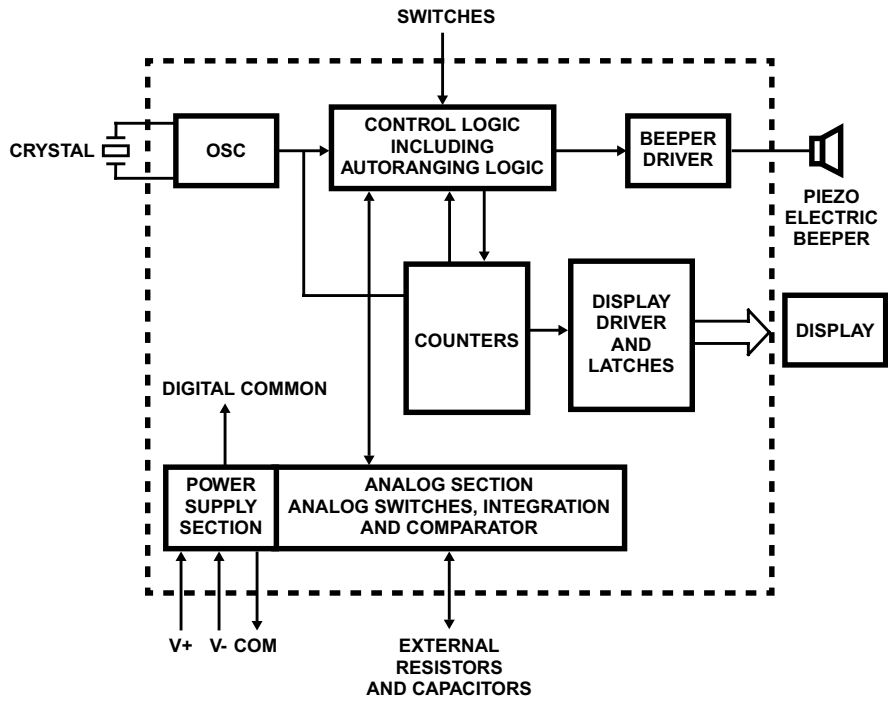 SWITCHES
CRYSTAL
OSC
CONTROL LOGIC
INCLUDING
AUTORANGING LOGIC
BEEPER
DRIVER
PIEZO
ELECTRIC
BEEPER
COUNTERS
DISPLAY
DRIVER
AND
LATCHES
DISPLAY
DIGITAL COMMON
POWER
SUPPLY
SECTION
ANALOG SECTION
ANALOG SWITCHES, INTEGRATION
AND COMPARATOR
V+
V-
COM
EXTERNAL
RESISTORS
AND CAPACITORS